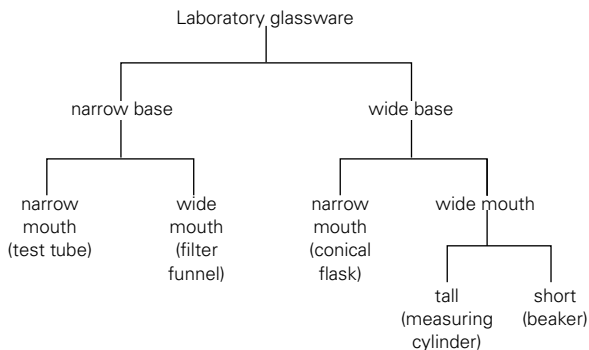 Laboratory glassware
narrow base
wide base
narrow
mouth
(test tube)
wide
mouth
(filter
funnel)
narrow
mouth
(conical
flask)
wide mouth
tall
(measuring
cylinder)
short
(beaker)